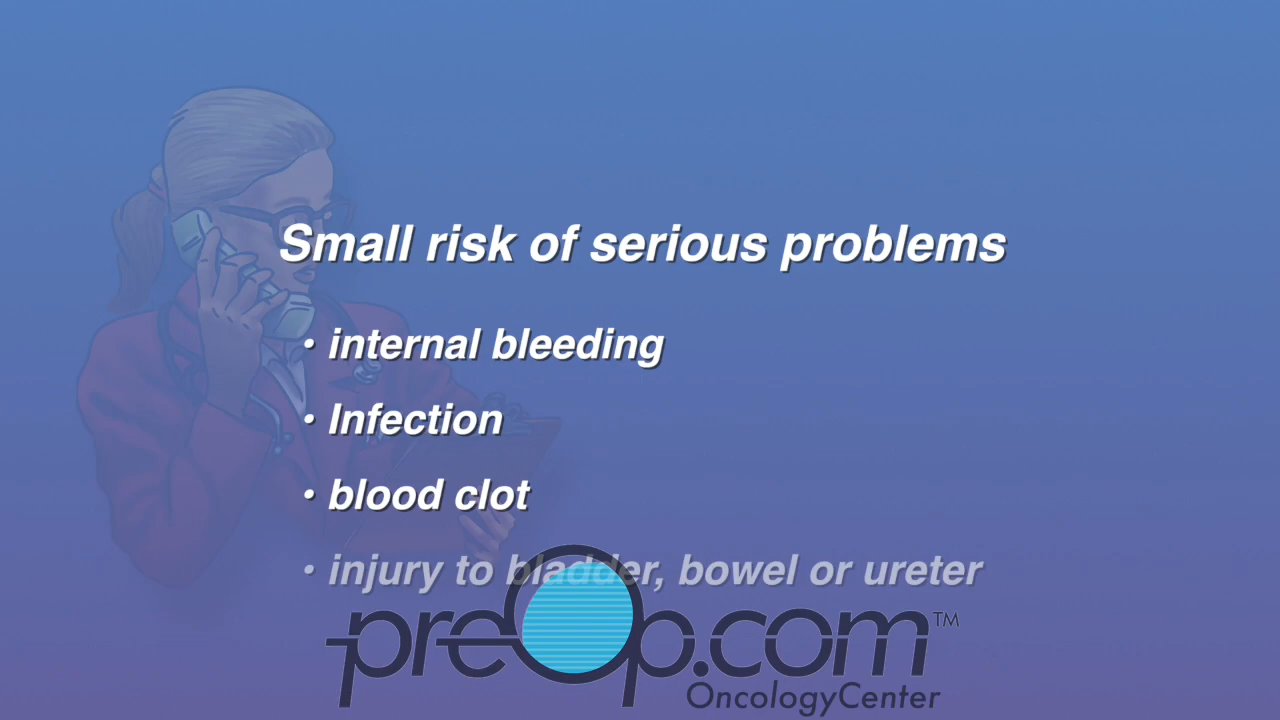 Small risk of serious problems
• internal bleeding
• Infection
• blood clot
• injury to bladder, bowel or ureter
preOp.com™
OncologyCenter